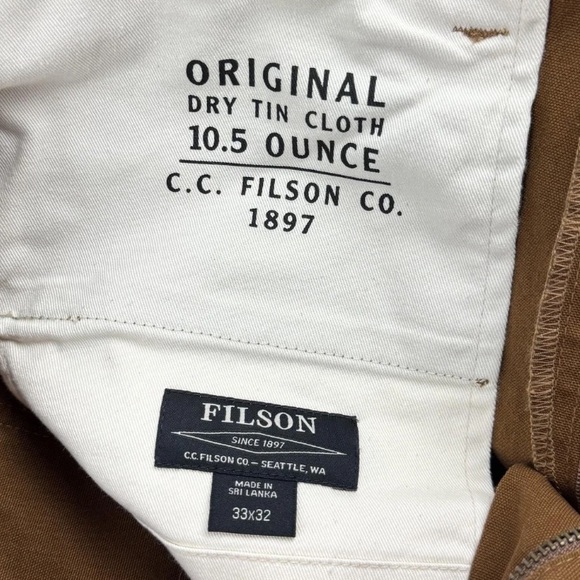 ORIGINAL
DRY TIN CLOTH
10.5 OUNCE
C.C. FILSON CO.
1897
FILSON
SINCE 1897
C.C. FILSON CO. — SEATTLE, WA
MADE IN
SRI LANKA
33x32